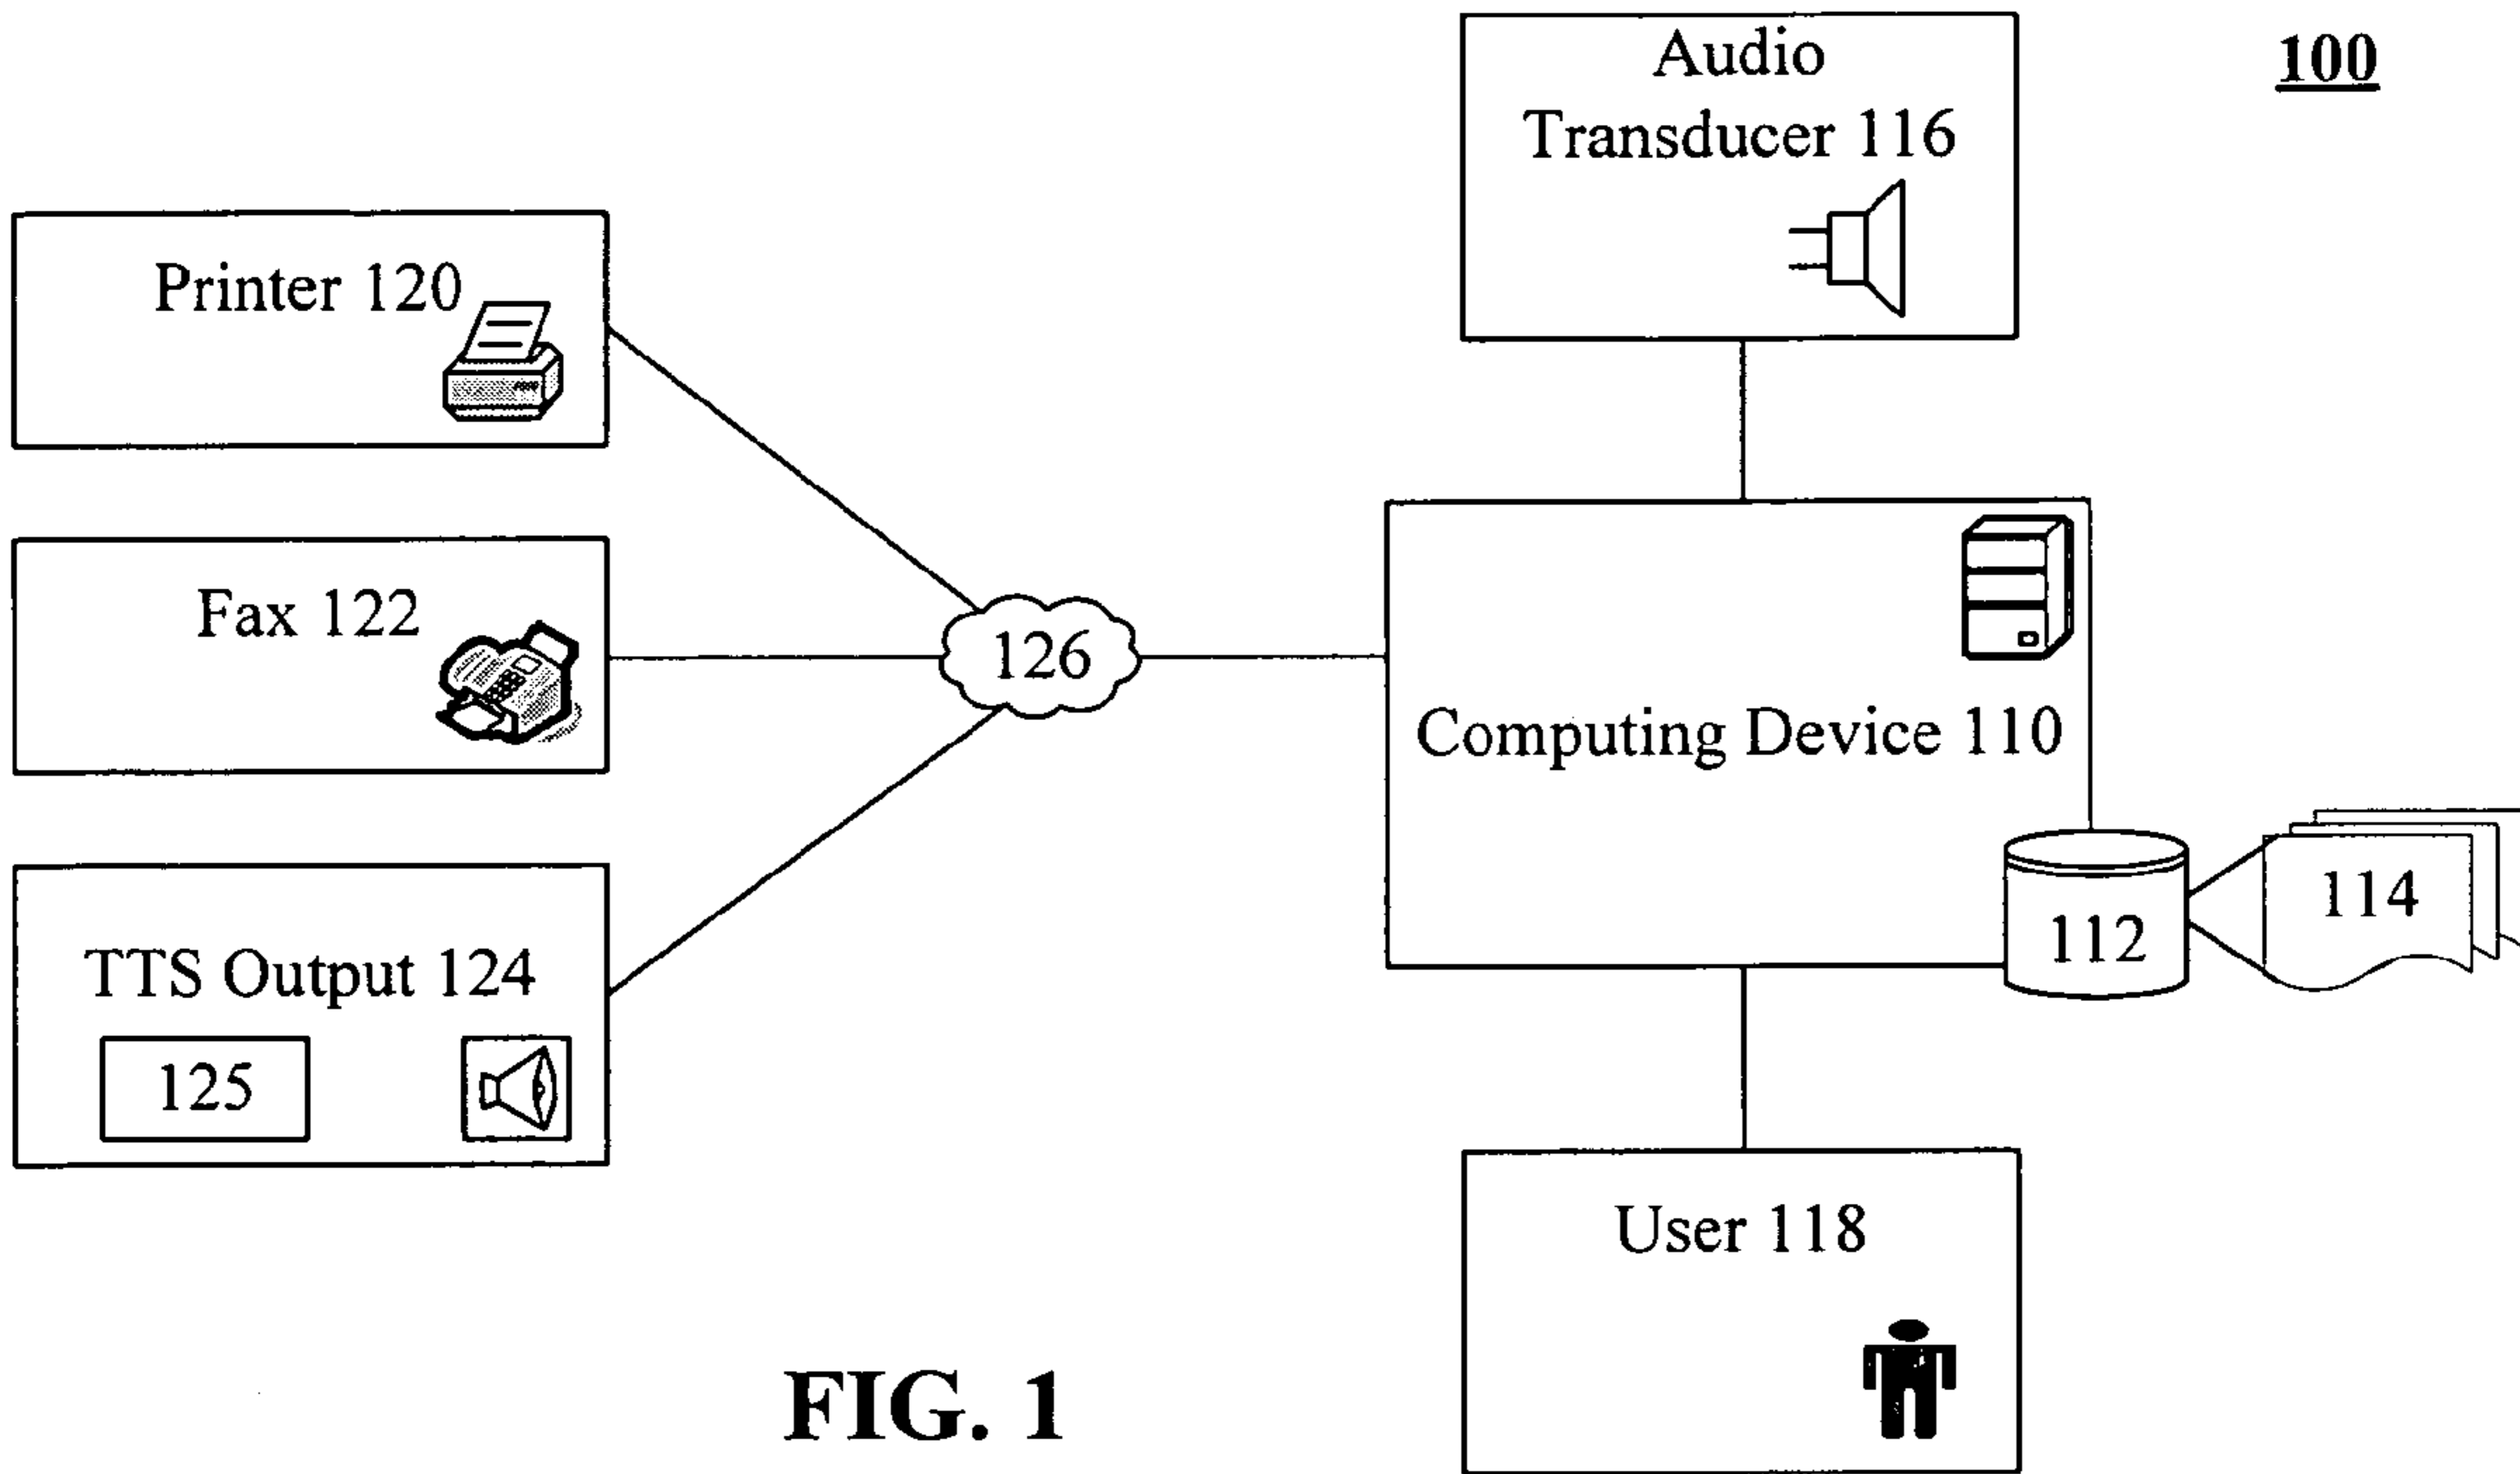 100
Audio
Transducer 116
Printer 120
Fax 122
126
Computing Device 110
114
112
TTS Output 124
125
User 118
FIG. 1